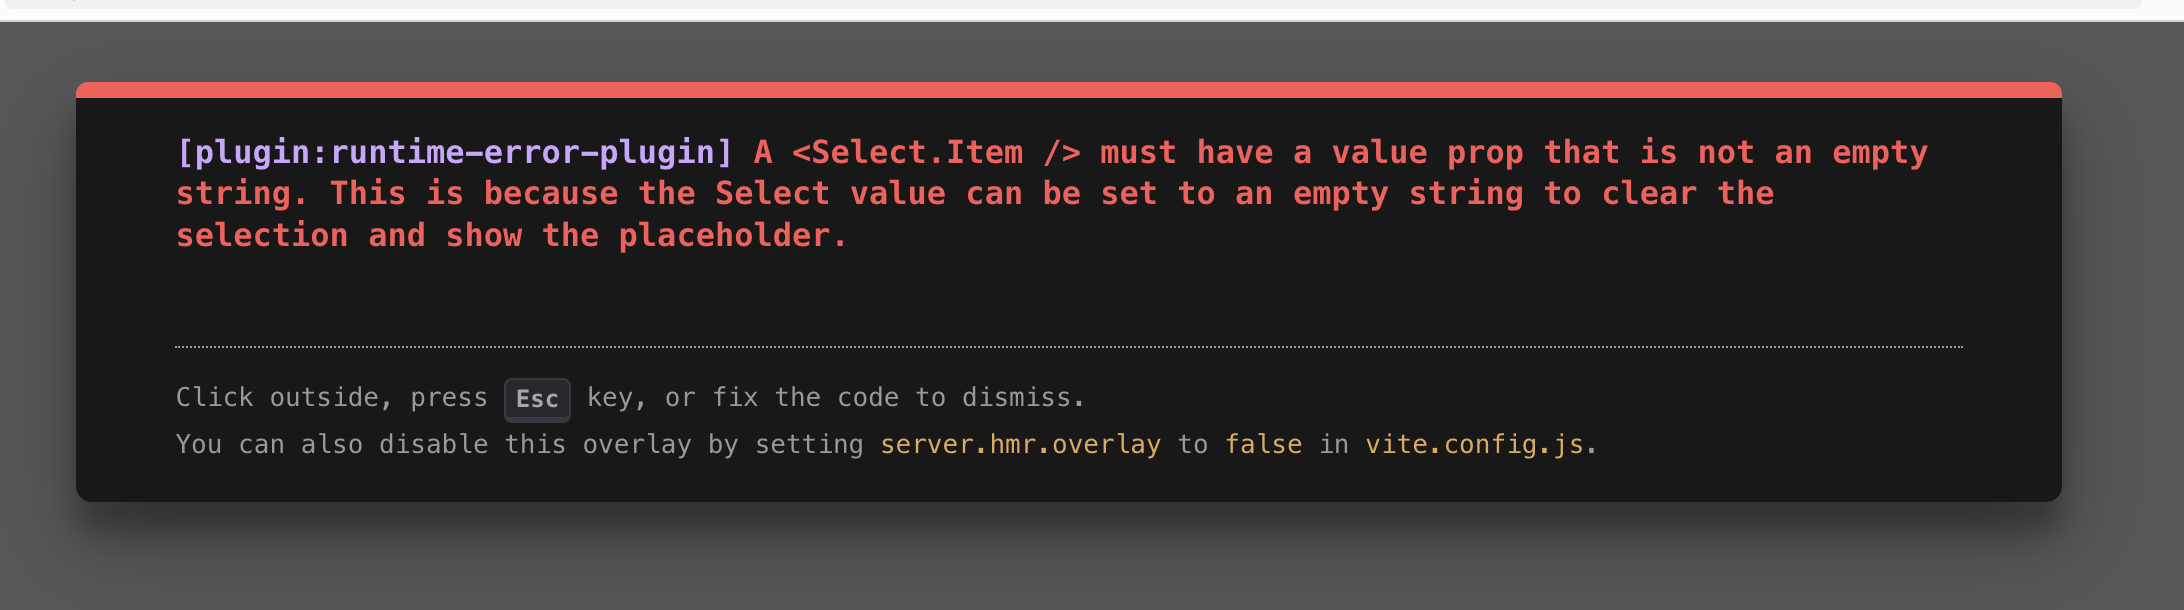 [plugin:runtime-error-plugin] A <Select.Item /> must have a value prop that is not an empty
string. This is because the Select value can be set to an empty string to clear the
selection and show the placeholder.
Click outside, press Esc key, or fix the code to dismiss.
You can also disable this overlay by setting server.hmr.overlay to false in vite.config.js.